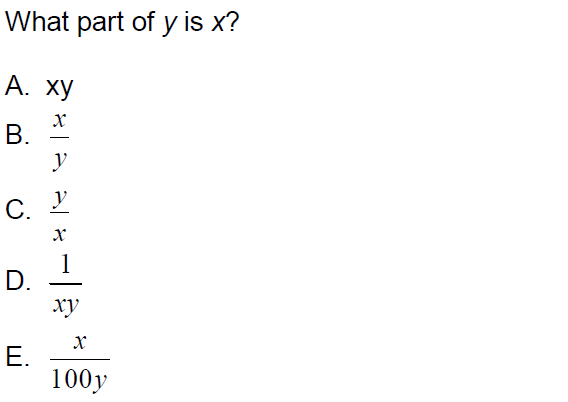 What part of y is x?
A. xy
B. x/y
C. y/x
D. 1/xy
E. x/100y